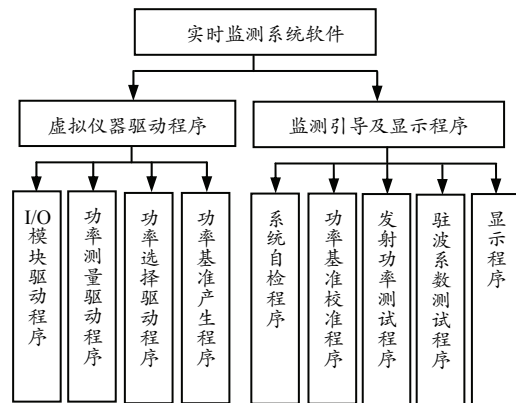 实时监测系统软件
虚拟仪器驱动程序
监测引导及显示程序
I/O模块驱动程序
功率测量驱动程序
功率选择驱动程序
功率基准产生程序
系统自检程序
功率基准校准程序
发射功率测试程序
驻波系数测试程序
显示程序